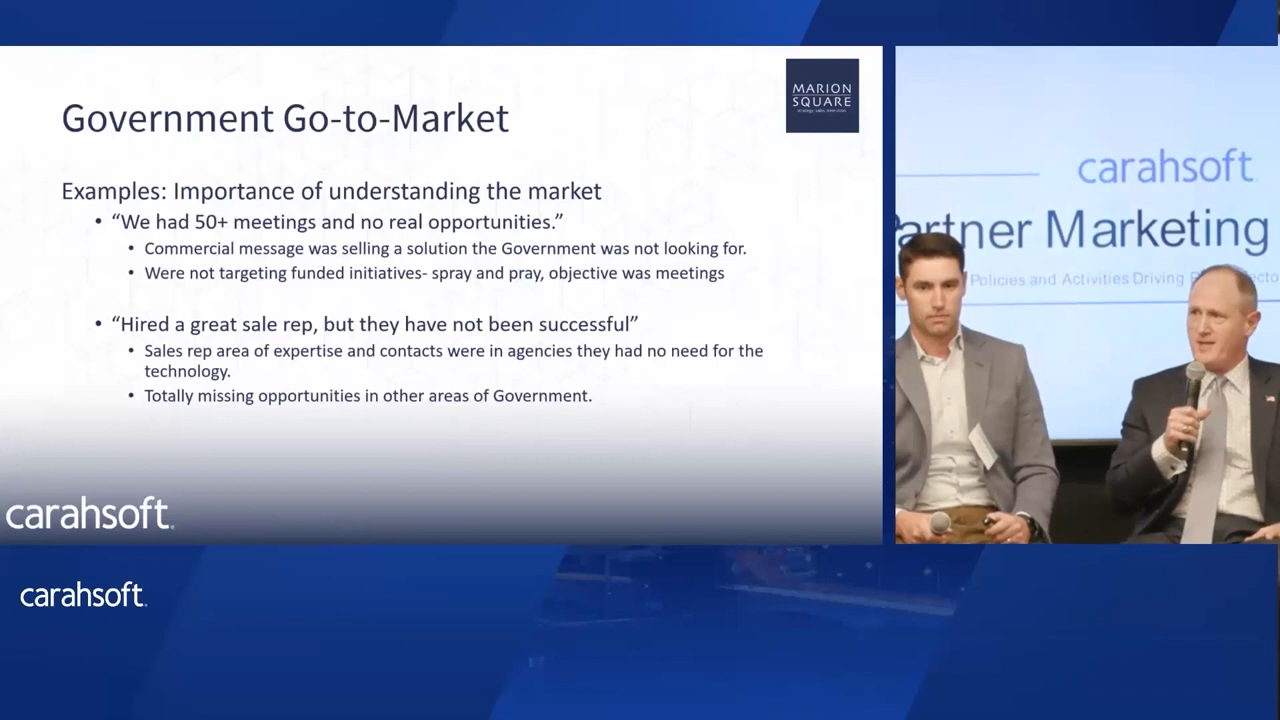 Government Go-to-Market
MARION
SQUARE
Examples: Importance of understanding the market
• “We had 50+ meetings and no real opportunities.”
• Commercial message was selling a solution the Government was not looking for.
• Were not targeting funded initiatives- spray and pray, objective was meetings
• “Hired a great sale rep, but they have not been successful”
• Sales rep area of expertise and contacts were in agencies they had no need for the
technology.
• Totally missing opportunities in other areas of Government.
carahsoft.
carahsoft.
carahsoft
Partner Marketing
Policies and Activities Driving